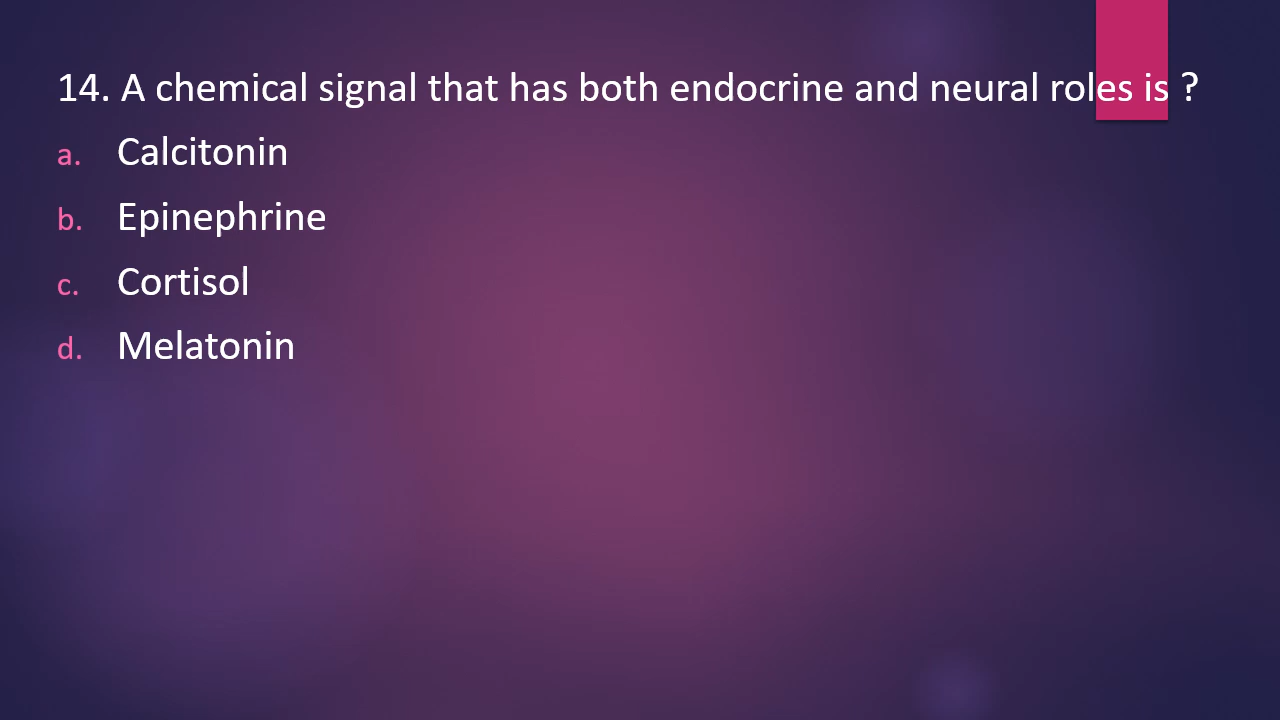 14. A chemical signal that has both endocrine and neural roles is ?
a. Calcitonin
b. Epinephrine
c. Cortisol
d. Melatonin